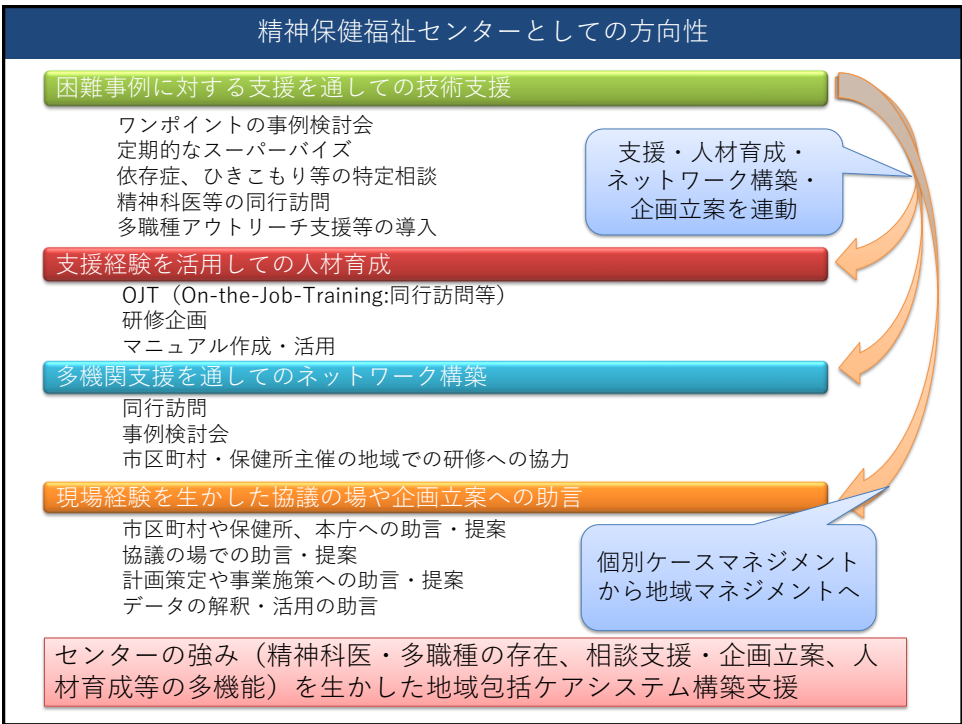 精神保健福祉センターとしての方向性
困難事例に対する支援を通しての技術支援
ワンポイントの事例検討会
定期的なスーパーバイズ
依存症、ひきこもり等の特定相談
精神科医等の同行訪問
多職種アウトリーチ支援等の導入
支援・人材育成・
ネットワーク構築・
企画立案を連動
支援経験を活用しての人材育成
OJT（On-the-Job-Training:同行訪問等）
研修企画
マニュアル作成・活用
多機関支援を通してのネットワーク構築
同行訪問
事例検討会
市区町村・保健所主催の地域での研修への協力
現場経験を生かした協議の場や企画立案への助言
市区町村や保健所、本庁への助言・提案
協議の場での助言・提案
計画策定や事業施策への助言・提案
データの解釈・活用の助言
個別ケースマネジメント
から地域マネジメントへ
センターの強み（精神科医・多職種の存在、相談支援・企画立案、人
材育成等の多機能）を生かした地域包括ケアシステム構築支援